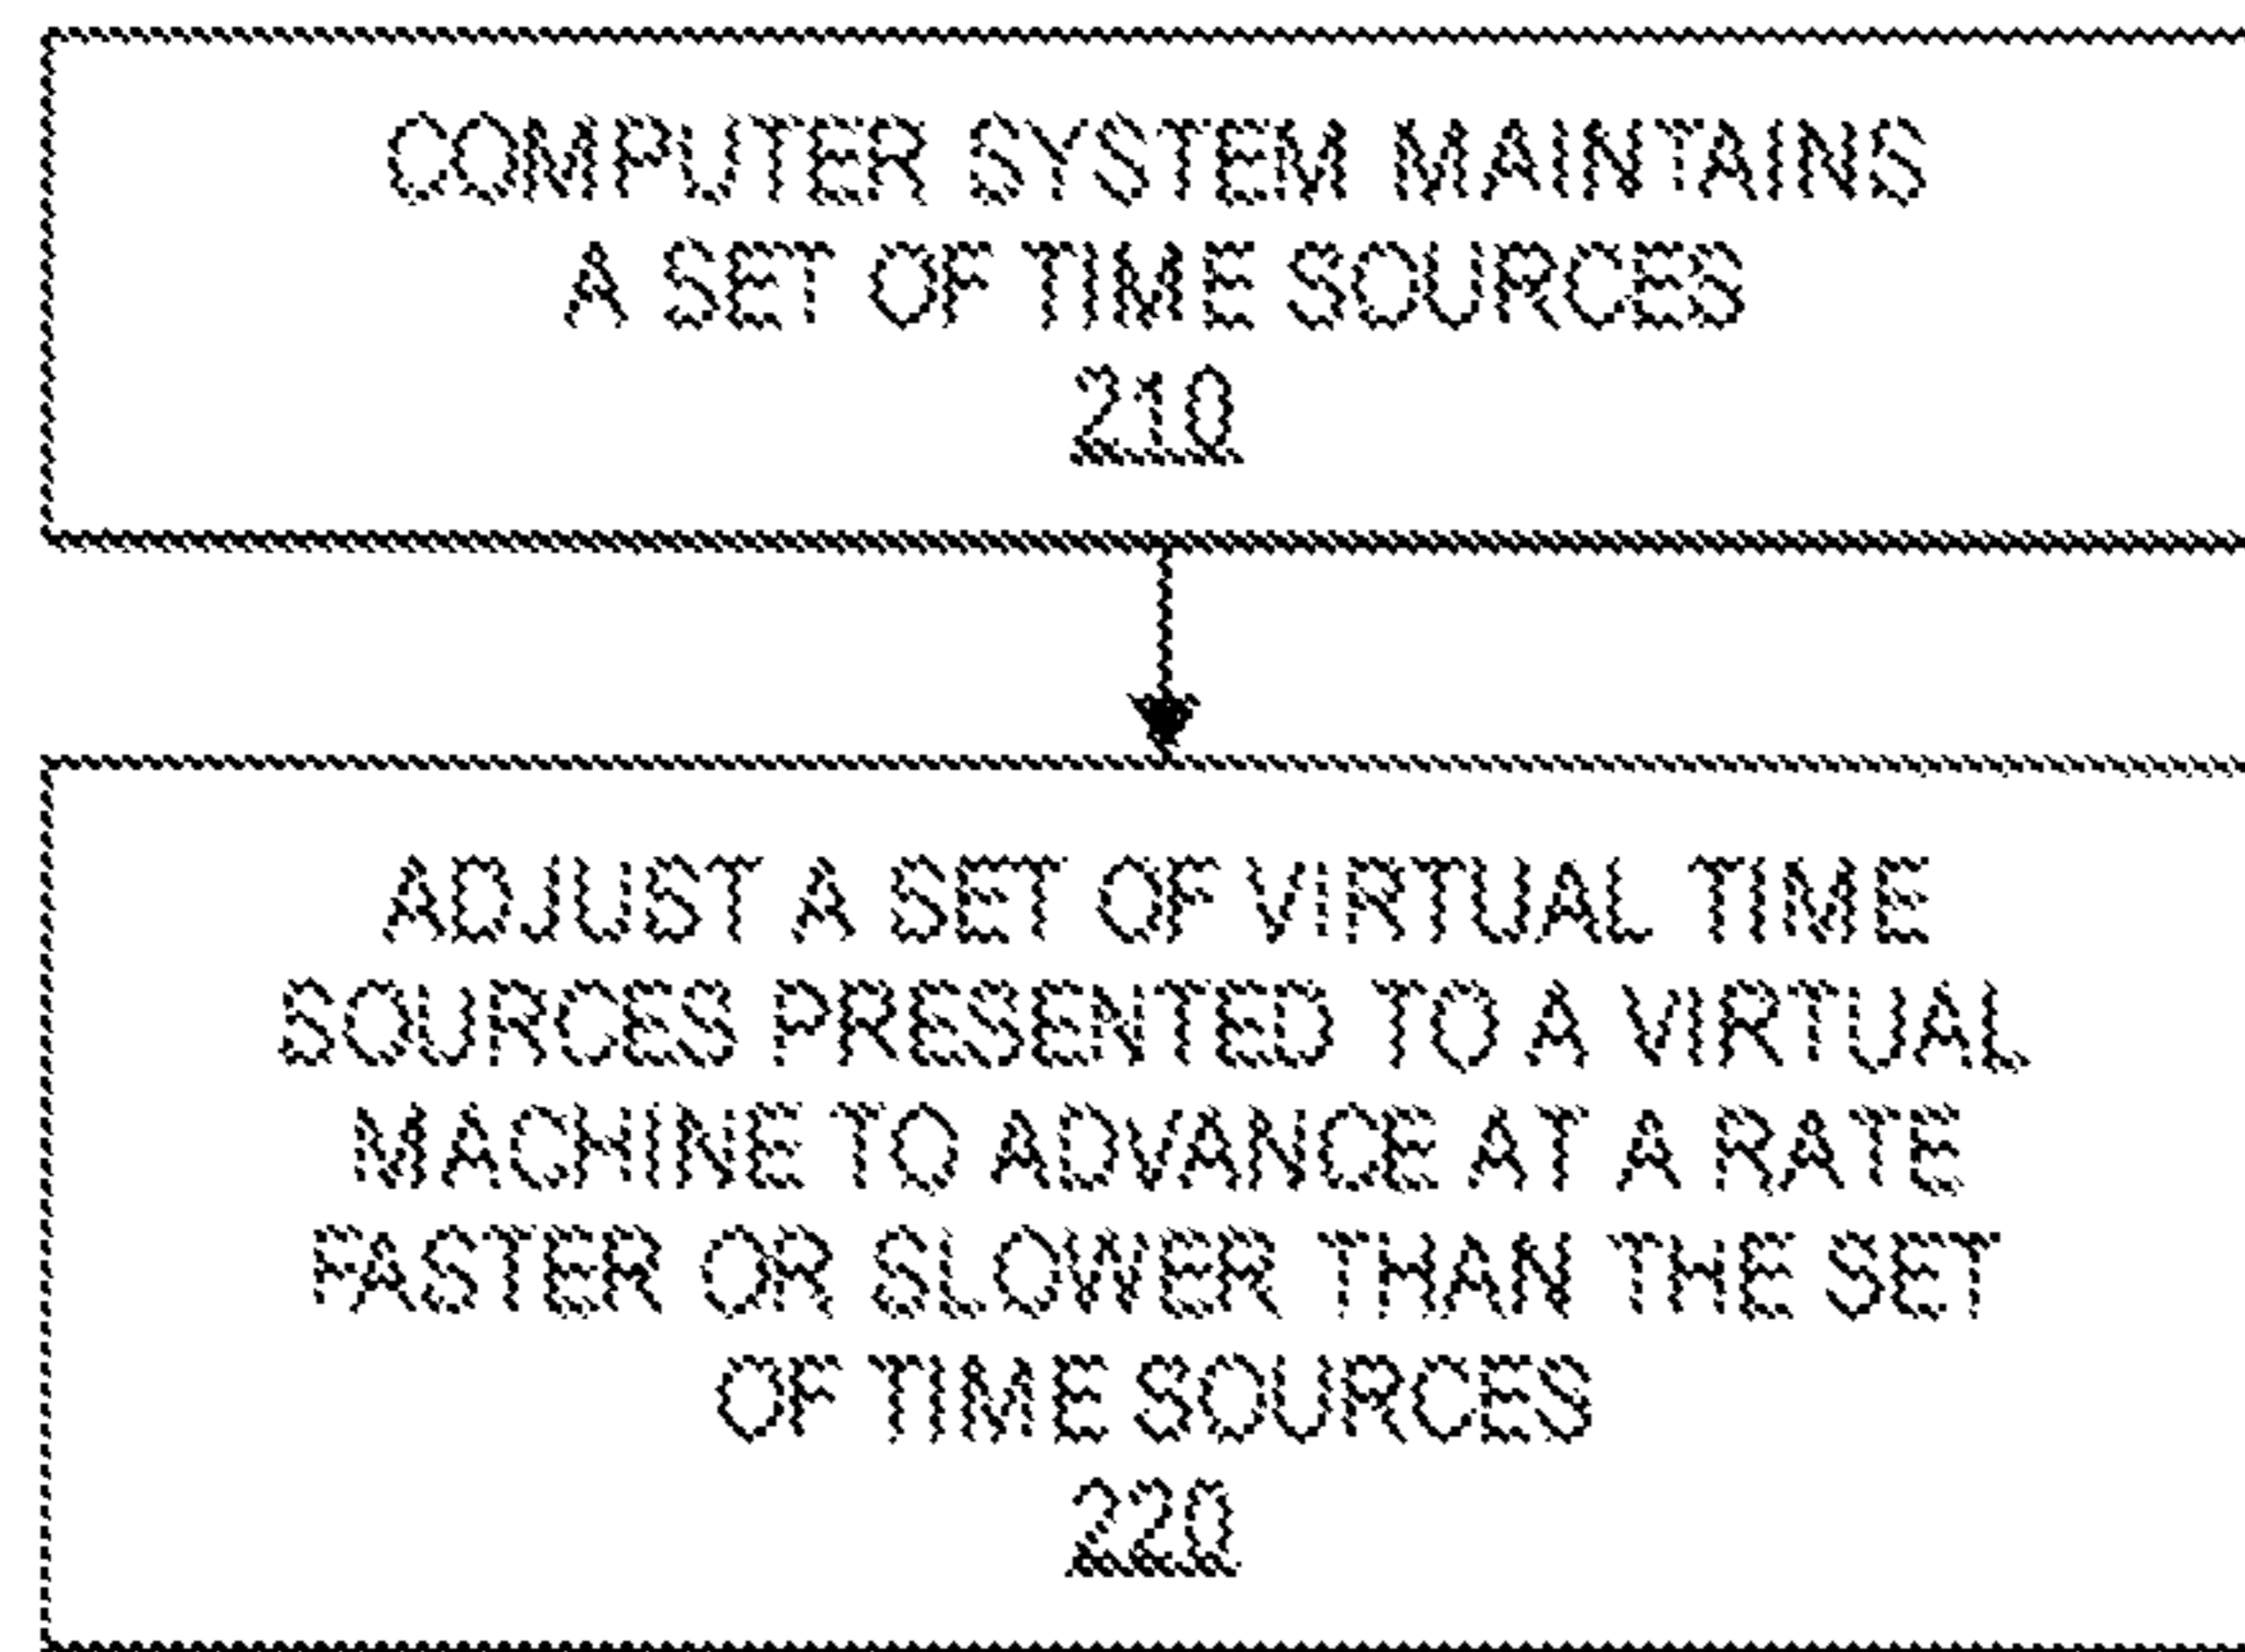 COMPUTER SYSTEM MAINTAINS
A SET OF TIME SOURCES
210
ADJUST A SET OF VIRTUAL TIME
SOURCES PRESENTED TO A VIRTUAL
MACHINE TO ADVANCE AT A RATE
FASTER OR SLOWER THAN THE SET
OF TIME SOURCES
220